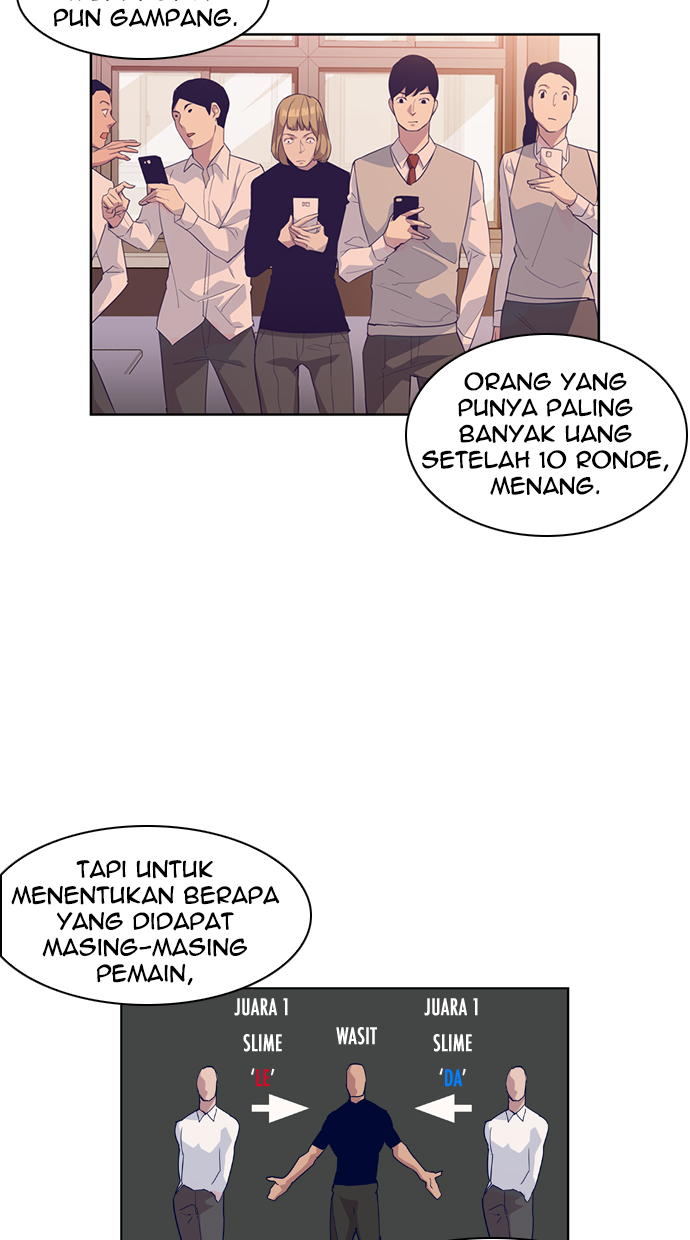 PUN GAMPANG.
ORANG YANG
PUNYA PALING
BANYAK UANG
SETELAH 10 RONDE,
MENANG.
TAPI UNTUK
MENENTUKAN BERAPA
YANG DIDAPAT
MASING-MASING
PEMAIN,
JUARA 1
SLIME
'LE'
WASIT
JUARA 1
SLIME
'DA'